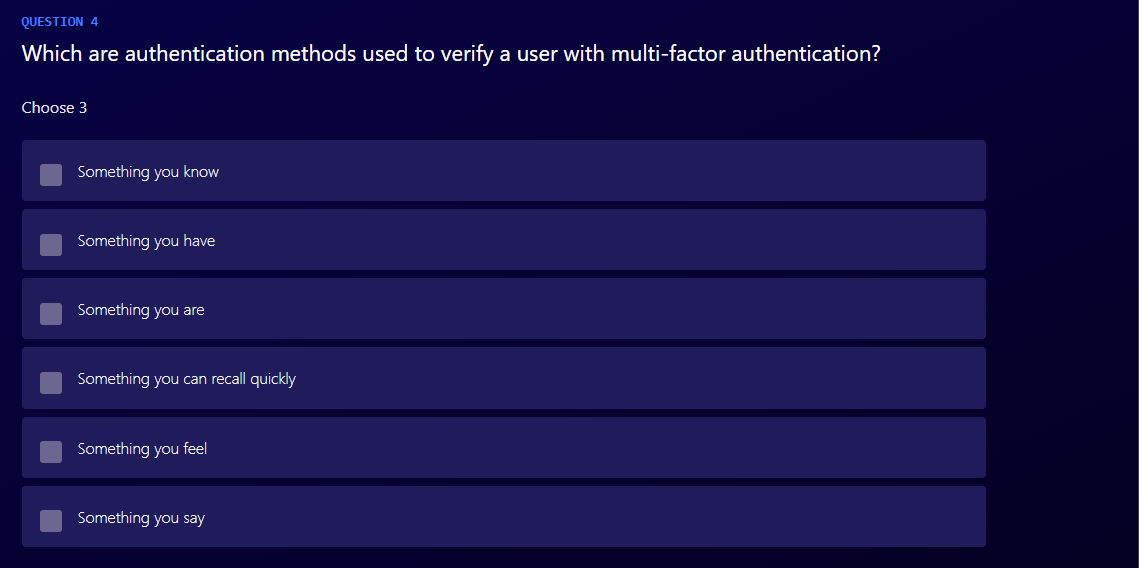 QUESTION 4
Which are authentication methods used to verify a user with multi-factor authentication?
Choose 3
Something you know
Something you have
Something you are
Something you can recall quickly
Something you feel
Something you say